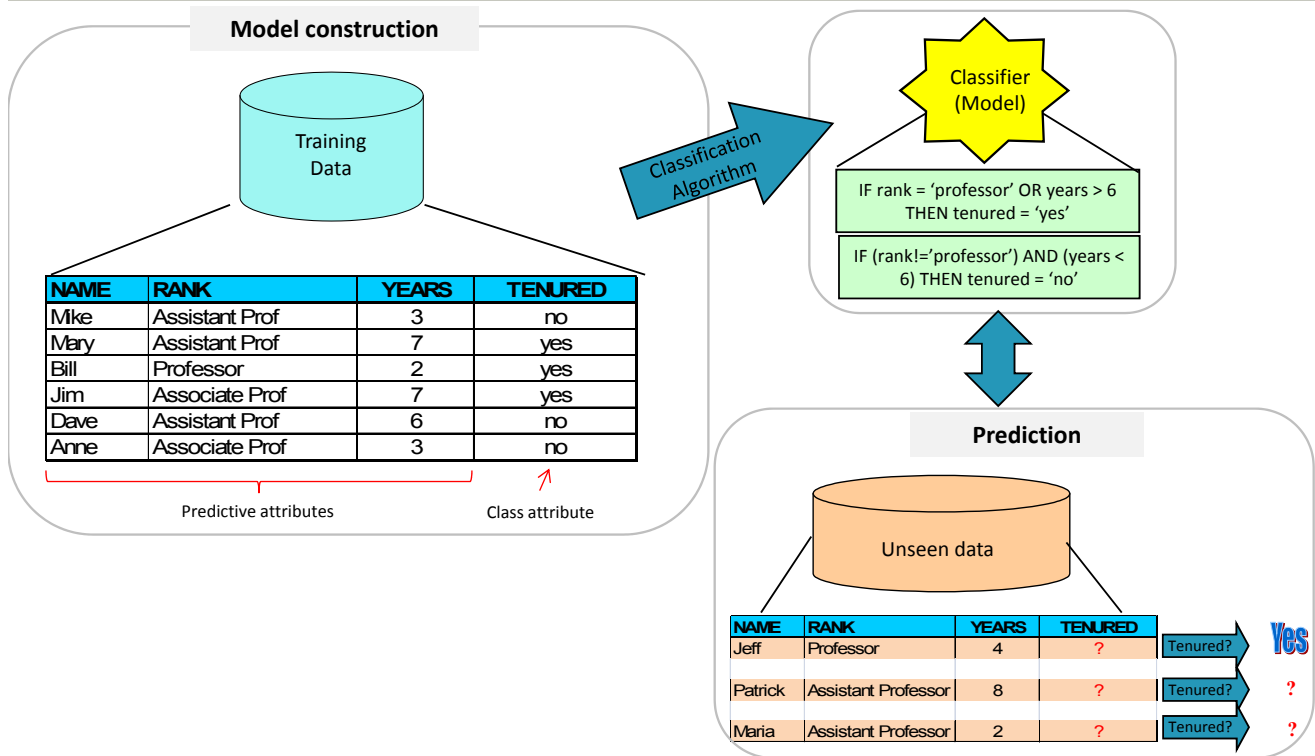 Model construction
Training
Data
NAME RANK YEARS TENURED
Mike Assistant Prof 3 no
Mary Assistant Prof 7 yes
Bill Professor 2 yes
Jim Associate Prof 7 yes
Dave Assistant Prof 6 no
Anne Associate Prof 3 no
Predictive attributes
Class attribute
Classification
Algorithm
Classifier
(Model)
IF rank = ‘professor’ OR years > 6
THEN tenured = ‘yes’
IF (rank!=’professor’) AND (years <
6) THEN tenured = ‘no’
Prediction
Unseen data
NAME RANK YEARS TENURED
Jeff Professor 4 ? Tenured? Yes
Patrick Assistant Professor 8 ? Tenured? ?
Maria Assistant Professor 2 ? Tenured? ?